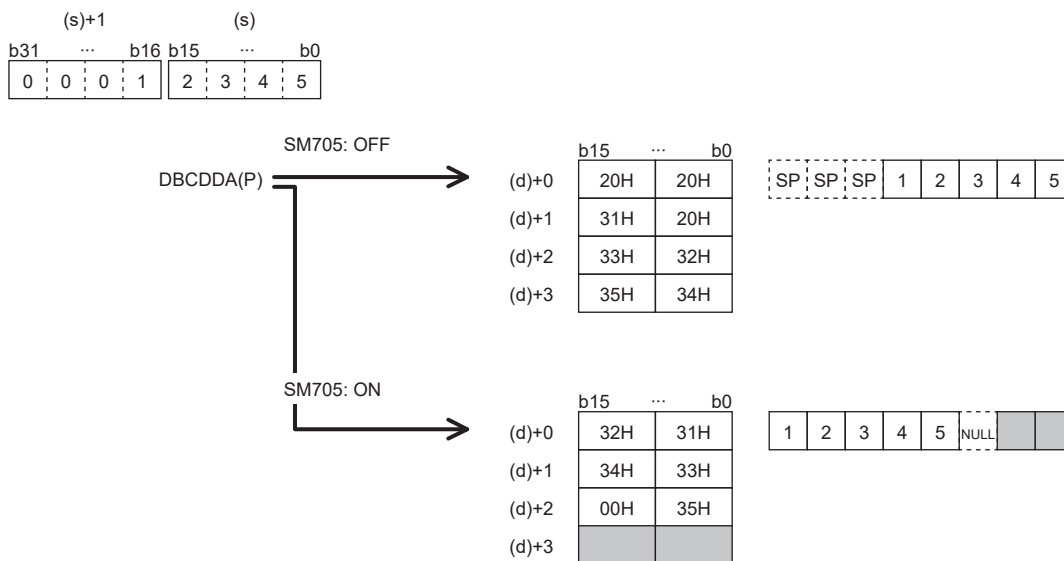 (s)+1 (s)
b31 ... b16 b15 ... b0
0 0 0 1 2 3 4 5
SM705: OFF
DBCDDA(P)
b15 ... b0
(d)+0 20H 20H SP SP SP 1 2 3 4 5
(d)+1 31H 20H
(d)+2 33H 32H
(d)+3 35H 34H
SM705: ON
b15 ... b0
(d)+0 32H 31H 1 2 3 4 5 NULL
(d)+1 34H 33H
(d)+2 00H 35H
(d)+3